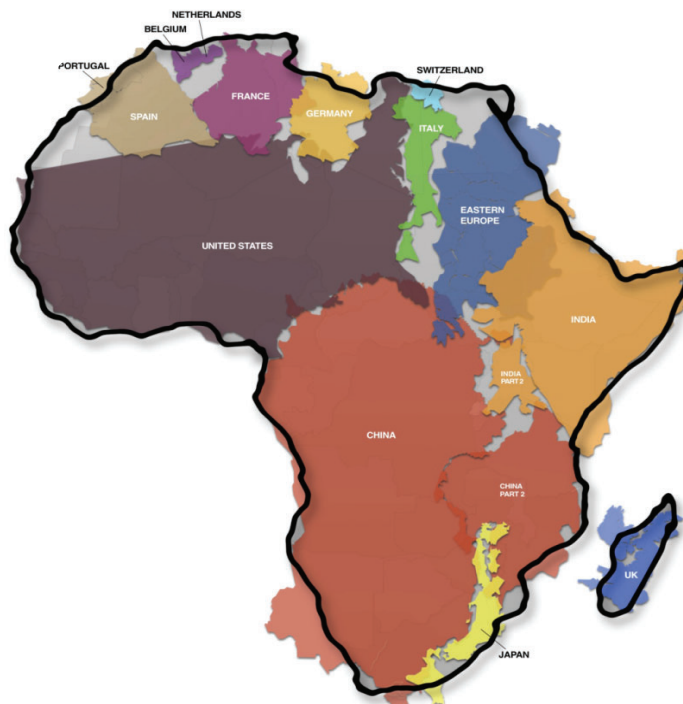 NETHERLANDS
BELGIUM
PORTUGAL
SWITZERLAND
SPAIN
FRANCE
GERMANY
ITALY
UNITED STATES
EASTERN
EUROPE
INDIA
INDIA
PART 2
CHINA
CHINA
PART 2
UK
JAPAN